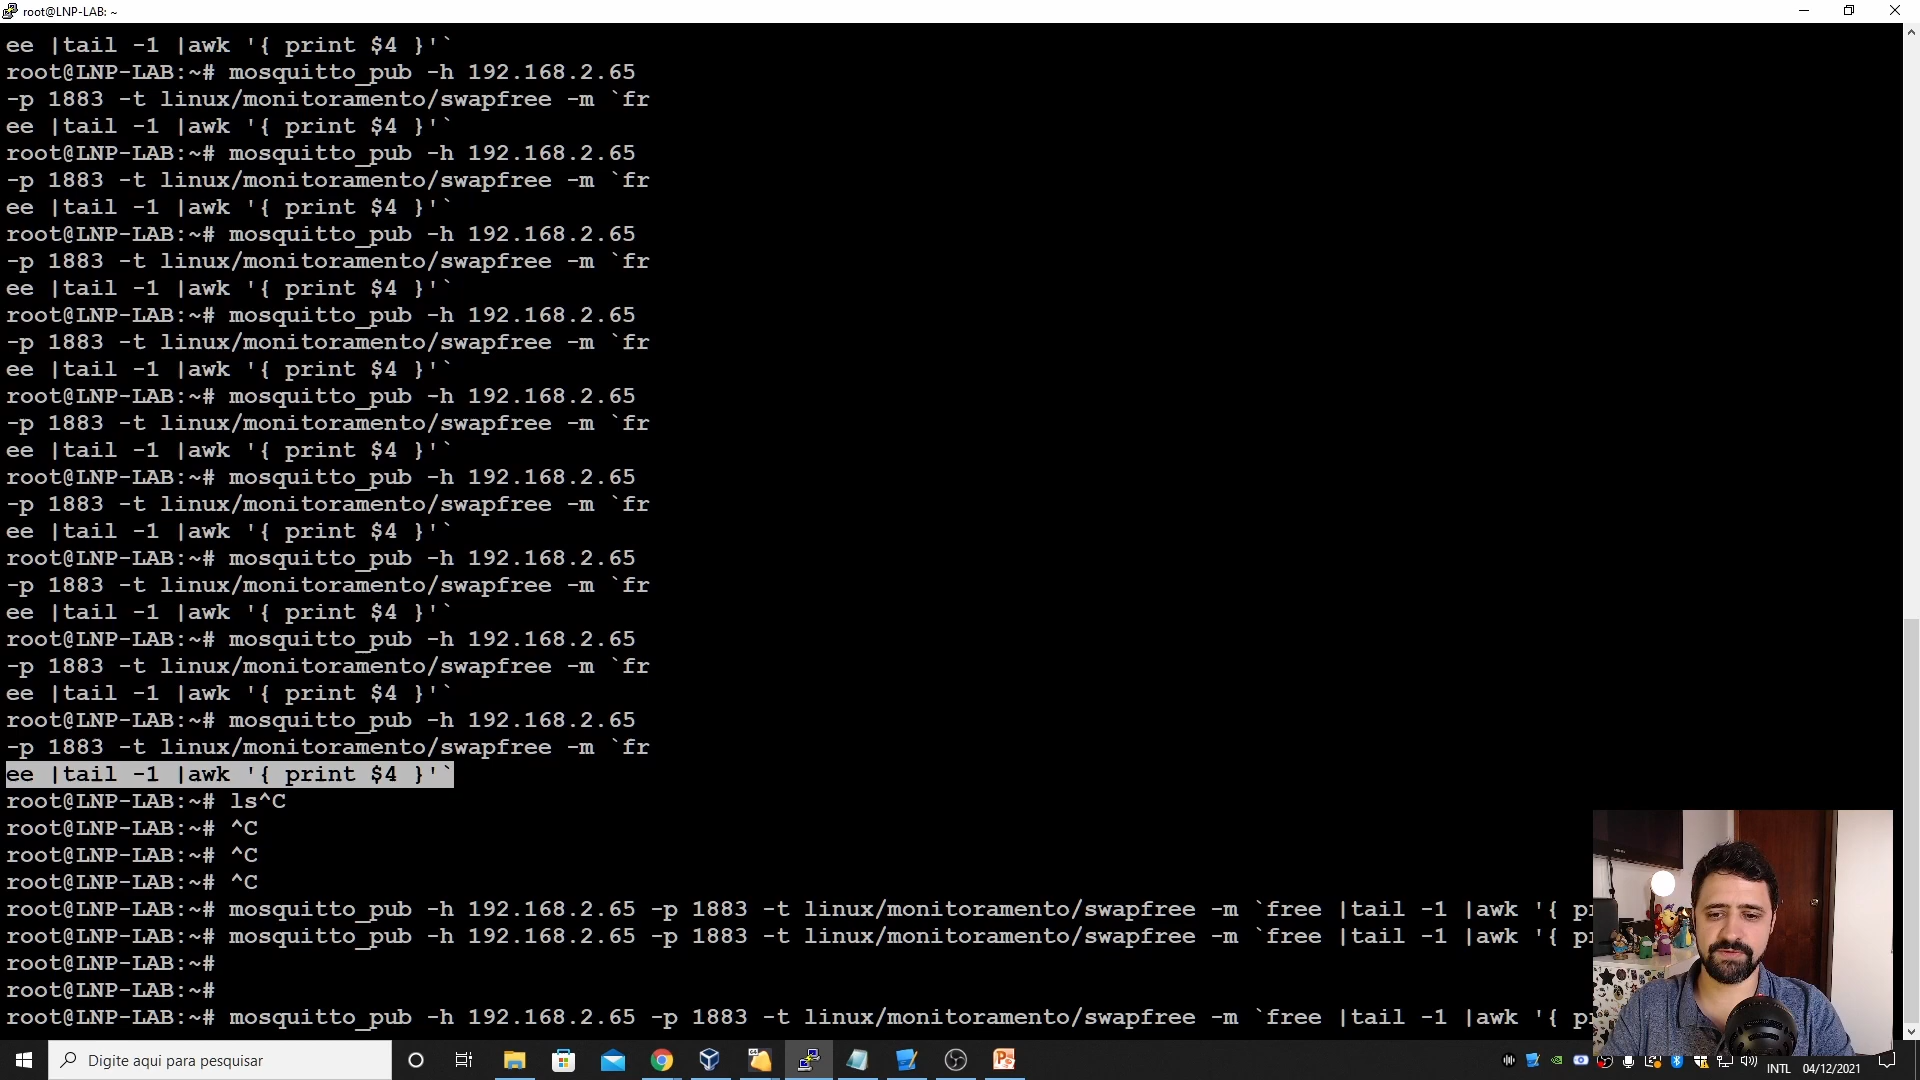 root@LNP-LAB: ~
ee |tail -1 |awk '{ print $4 }'`
root@LNP-LAB:~# mosquitto_pub -h 192.168.2.65
-p 1883 -t linux/monitoramento/swapfree -m `fr
ee |tail -1 |awk '{ print $4 }'`
root@LNP-LAB:~# mosquitto_pub -h 192.168.2.65
-p 1883 -t linux/monitoramento/swapfree -m `fr
ee |tail -1 |awk '{ print $4 }'`
root@LNP-LAB:~# mosquitto_pub -h 192.168.2.65
-p 1883 -t linux/monitoramento/swapfree -m `fr
ee |tail -1 |awk '{ print $4 }'`
root@LNP-LAB:~# mosquitto_pub -h 192.168.2.65
-p 1883 -t linux/monitoramento/swapfree -m `fr
ee |tail -1 |awk '{ print $4 }'`
root@LNP-LAB:~# mosquitto_pub -h 192.168.2.65
-p 1883 -t linux/monitoramento/swapfree -m `fr
ee |tail -1 |awk '{ print $4 }'`
root@LNP-LAB:~# mosquitto_pub -h 192.168.2.65
-p 1883 -t linux/monitoramento/swapfree -m `fr
ee |tail -1 |awk '{ print $4 }'`
root@LNP-LAB:~# mosquitto_pub -h 192.168.2.65
-p 1883 -t linux/monitoramento/swapfree -m `fr
ee |tail -1 |awk '{ print $4 }'`
root@LNP-LAB:~# mosquitto_pub -h 192.168.2.65
-p 1883 -t linux/monitoramento/swapfree -m `fr
ee |tail -1 |awk '{ print $4 }'`
root@LNP-LAB:~# mosquitto_pub -h 192.168.2.65
-p 1883 -t linux/monitoramento/swapfree -m `fr
ee |tail -1 |awk '{ print $4 }'`
root@LNP-LAB:~# ls^C
root@LNP-LAB:~# ^C
root@LNP-LAB:~# ^C
root@LNP-LAB:~# ^C
root@LNP-LAB:~# mosquitto_pub -h 192.168.2.65 -p 1883 -t linux/monitoramento/swapfree -m `free |tail -1 |awk '{ pr
root@LNP-LAB:~# mosquitto_pub -h 192.168.2.65 -p 1883 -t linux/monitoramento/swapfree -m `free |tail -1 |awk '{ pr
root@LNP-LAB:~#
root@LNP-LAB:~#
root@LNP-LAB:~# mosquitto_pub -h 192.168.2.65 -p 1883 -t linux/monitoramento/swapfree -m `free |tail -1 |awk '{ pr
Digite aqui para pesquisar
INTL
04/12/2021